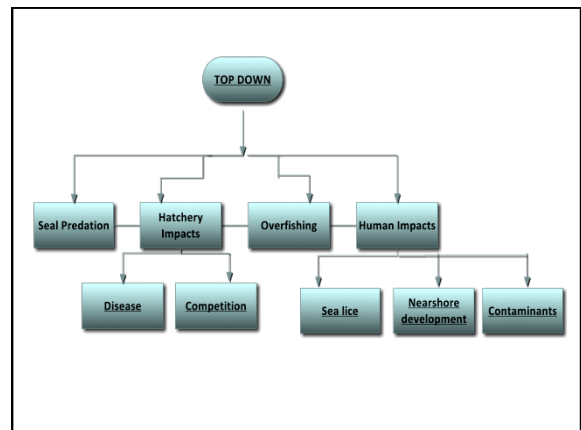 TOP DOWN
Seal Predation
Hatchery
Impacts
Overfishing
Human Impacts
Disease
Competition
Sea lice
Nearshore
development
Contaminants